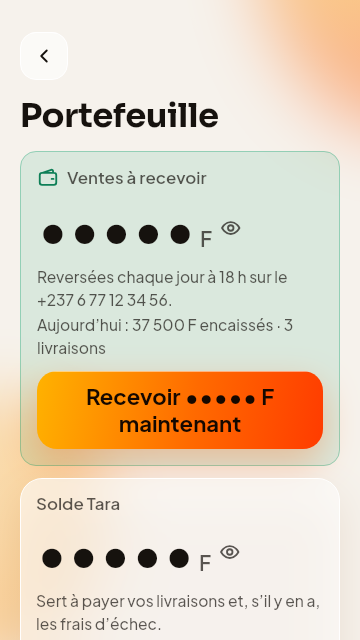 Portefeuille
Ventes à recevoir
●●●●● F
Reversées chaque jour à 18 h sur le
+237 6 77 12 34 56.
Aujourd’hui : 37 500 F encaissés · 3
livraisons
Recevoir ●●●●● F
maintenant
Solde Tara
●●●●● F
Sert à payer vos livraisons et, s’il y en a,
les frais d’échec.